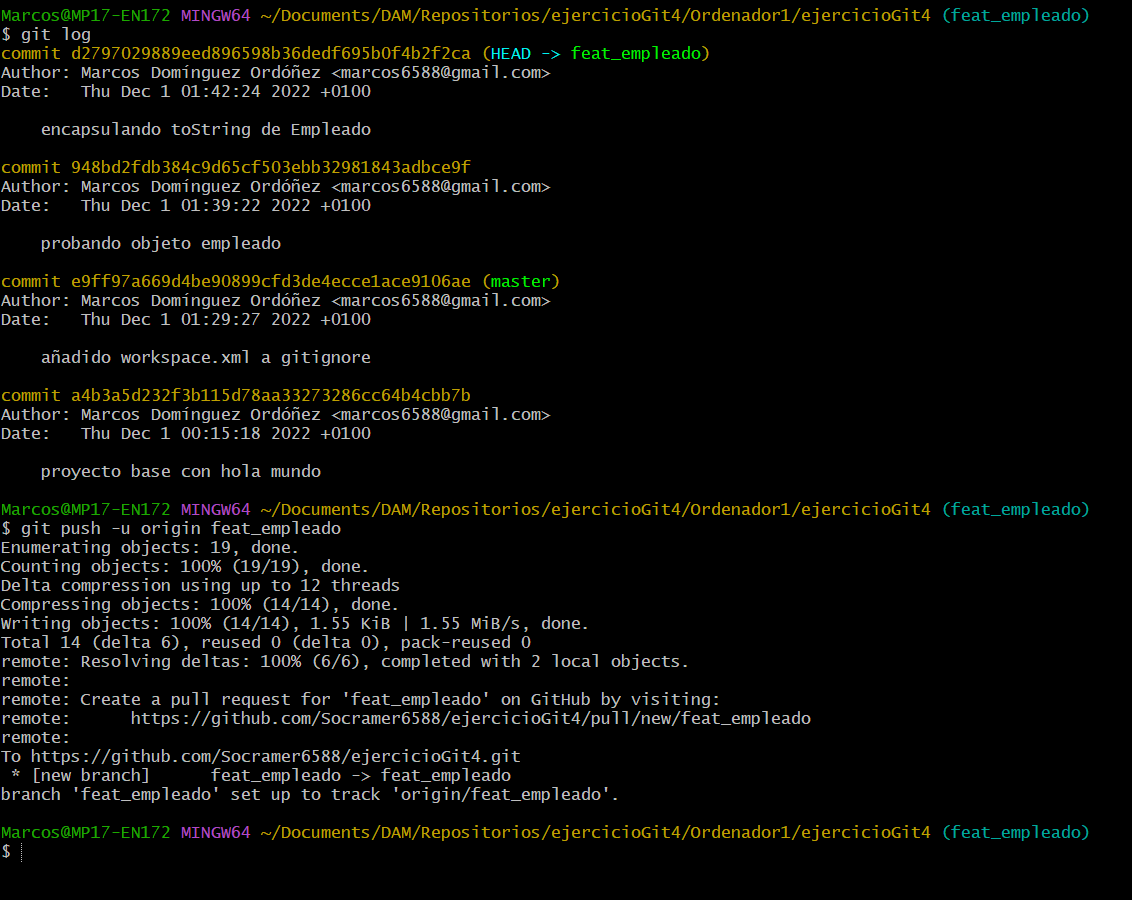 Marcos@MP17-EN172 MINGW64 ~/Documents/DAM/Repositorios/ejercicioGit4/Ordenador1/ejercicioGit4 (feat_empleado)
$ git log
commit d2797029889eed896598b36dedf695b0f4b2f2ca (HEAD -> feat_empleado)
Author: Marcos Domínguez Ordóñez <marcos6588@gmail.com>
Date:   Thu Dec 1 01:42:24 2022 +0100

    encapsulando toString de Empleado

commit 948bd2fdb384c9d65cf503ebb32981843adbce9f
Author: Marcos Domínguez Ordóñez <marcos6588@gmail.com>
Date:   Thu Dec 1 01:39:22 2022 +0100

    probando objeto empleado

commit e9ff97a669d4be90899cfd3de4ecce1ace9106ae (master)
Author: Marcos Domínguez Ordóñez <marcos6588@gmail.com>
Date:   Thu Dec 1 01:29:27 2022 +0100

    añadido workspace.xml a gitignore

commit a4b3a5d232f3b115d78aa33273286cc64b4cbb7b
Author: Marcos Domínguez Ordóñez <marcos6588@gmail.com>
Date:   Thu Dec 1 00:15:18 2022 +0100

    proyecto base con hola mundo

Marcos@MP17-EN172 MINGW64 ~/Documents/DAM/Repositorios/ejercicioGit4/Ordenador1/ejercicioGit4 (feat_empleado)
$ git push -u origin feat_empleado
Enumerating objects: 19, done.
Counting objects: 100% (19/19), done.
Delta compression using up to 12 threads
Compressing objects: 100% (14/14), done.
Writing objects: 100% (14/14), 1.55 KiB | 1.55 MiB/s, done.
Total 14 (delta 6), reused 0 (delta 0), pack-reused 0
remote: Resolving deltas: 100% (6/6), completed with 2 local objects.
remote:
remote: Create a pull request for 'feat_empleado' on GitHub by visiting:
remote:      https://github.com/Socramer6588/ejercicioGit4/pull/new/feat_empleado
remote:
To https://github.com/Socramer6588/ejercicioGit4.git
 * [new branch]      feat_empleado -> feat_empleado
branch 'feat_empleado' set up to track 'origin/feat_empleado'.

Marcos@MP17-EN172 MINGW64 ~/Documents/DAM/Repositorios/ejercicioGit4/Ordenador1/ejercicioGit4 (feat_empleado)
$